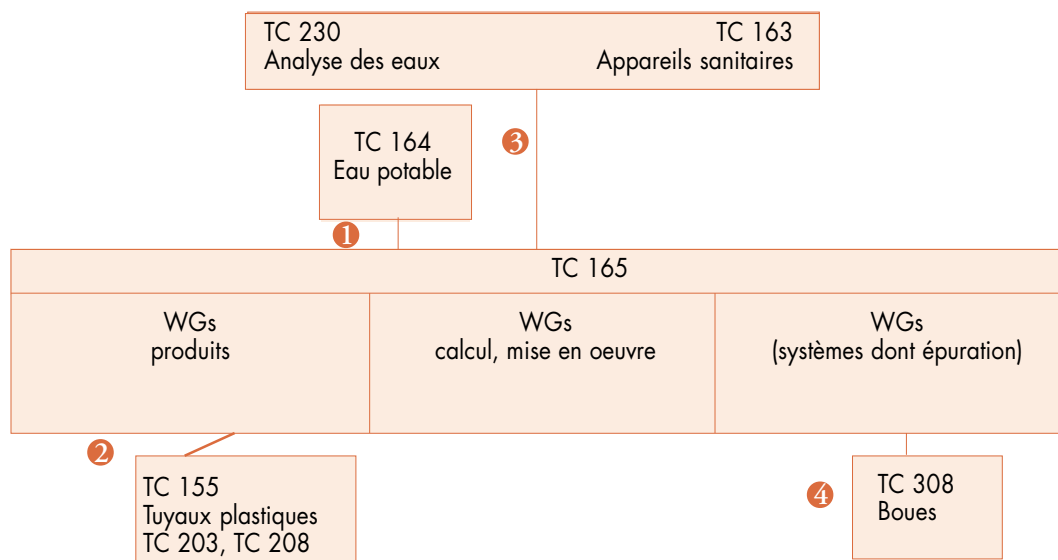 TC 230
Analyse des eaux
TC 163
Appareils sanitaires
TC 164
Eau potable
3
1
TC 165
WGs
produits
WGs
calcul, mise en oeuvre
WGs
(systèmes dont épuration)
2
TC 155
Tuyaux plastiques
TC 203, TC 208
4
TC 308
Boues